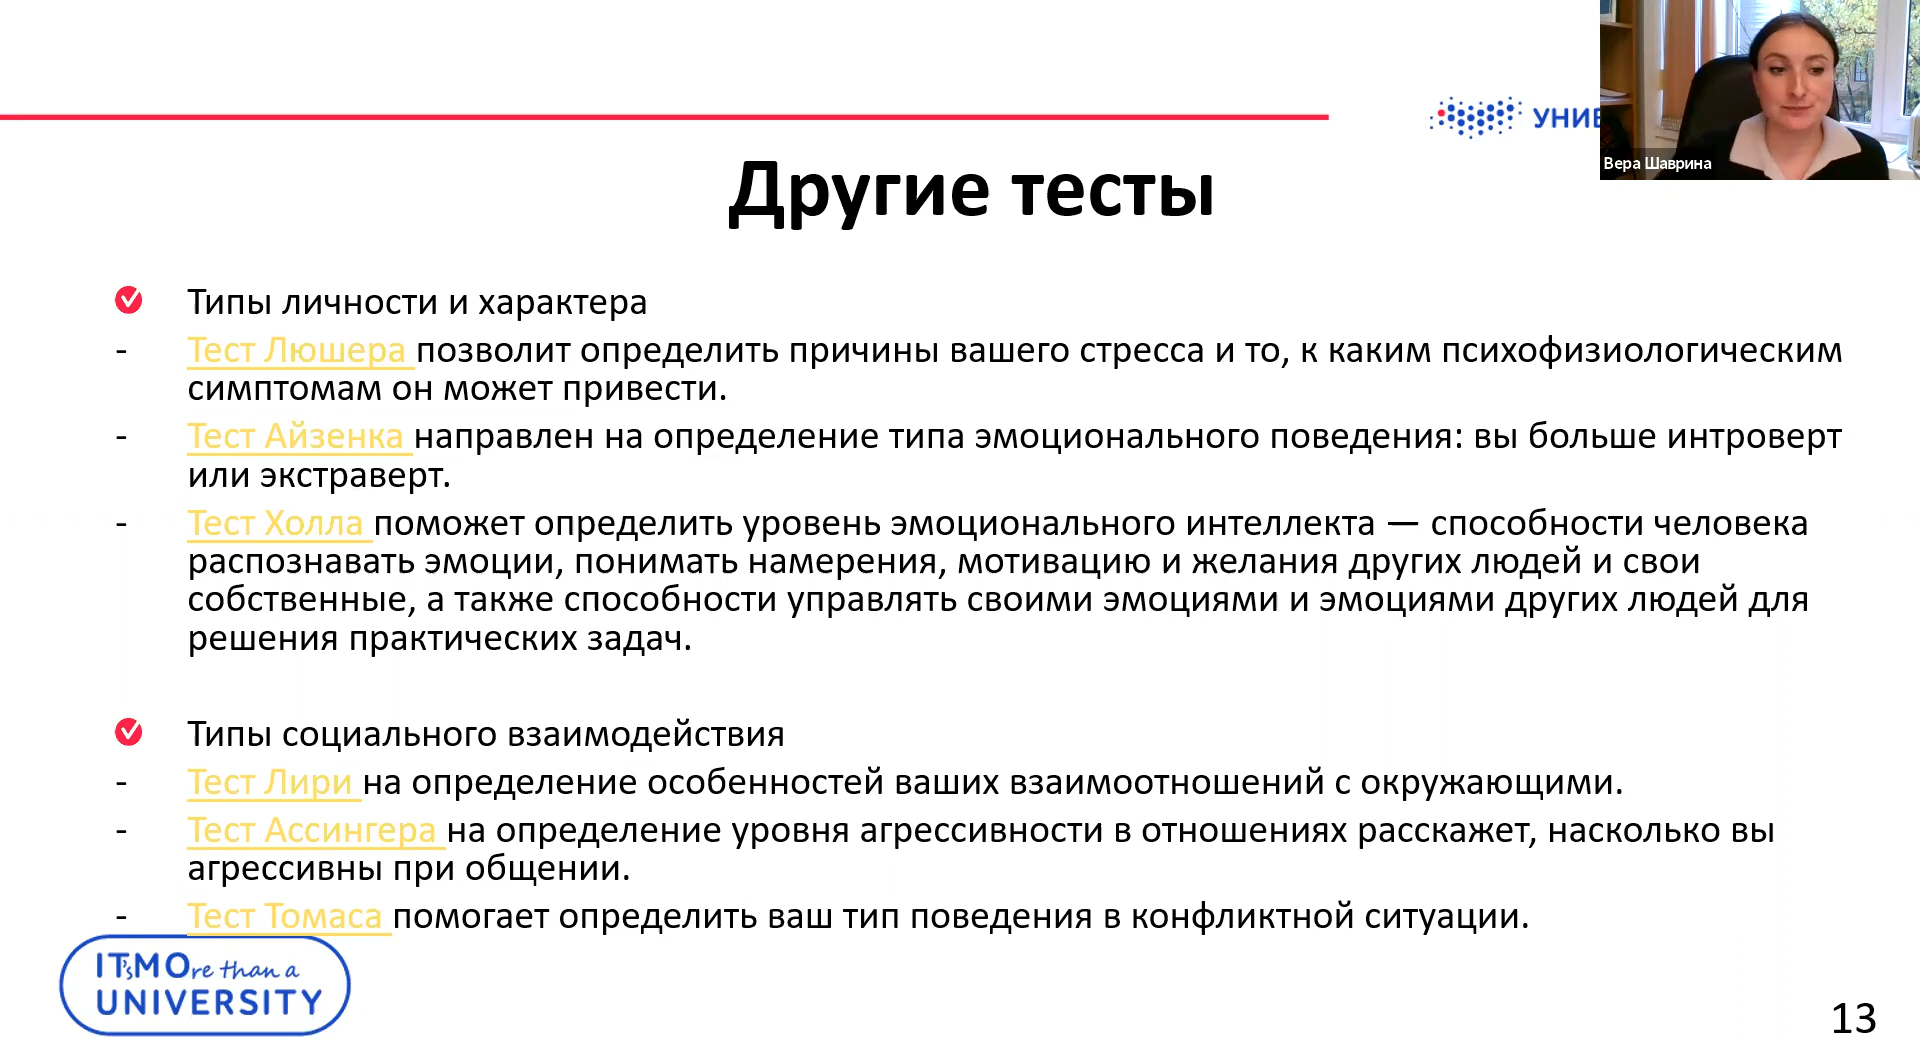 УНИВ
Вера Шаврина
Другие тесты
Типы личности и характера
- Тест Люшера позволит определить причины вашего стресса и то, к каким психофизиологическим
симптомам он может привести.
- Тест Айзенка направлен на определение типа эмоционального поведения: вы больше интроверт
или экстраверт.
- Тест Холла поможет определить уровень эмоционального интеллекта — способности человека
распознавать эмоции, понимать намерения, мотивацию и желания других людей и свои
собственные, а также способности управлять своими эмоциями и эмоциями других людей для
решения практических задач.
Типы социального взаимодействия
- Тест Лири на определение особенностей ваших взаимоотношений с окружающими.
- Тест Ассингера на определение уровня агрессивности в отношениях расскажет, насколько вы
агрессивны при общении.
- Тест Томаса помогает определить ваш тип поведения в конфликтной ситуации.
IT'sMOre than a
UNIVERSITY
13